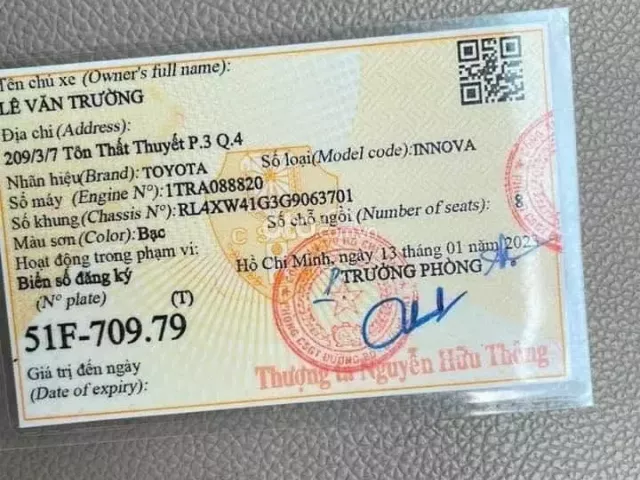 Tên chủ xe (Owner's full name):
LÊ VĂN TRƯỜNG
Địa chỉ (Address):
209/3/7 Tôn Thất Thuyết P.3 Q.4
Nhãn hiệu(Brand): TOYOTA
Số loại(Model code):INNOVA
Số máy (Engine N°):1TRA088820
Số khung(Chassis N°):RL4XW41G3G9063701
Màu sơn(Color): Bạc
Số chỗ ngồi (Number of seats): 8
Hoạt động trong phạm vi:
Hồ Chí Minh, ngày 13 tháng 01 năm 2023
Biển số đăng ký
TRƯỞNG PHÒNG
(N° plate) (T)
51F-709.79
Giá trị đến ngày
(Date of expiry):
Thượng tá Nguyễn Hữu Thông